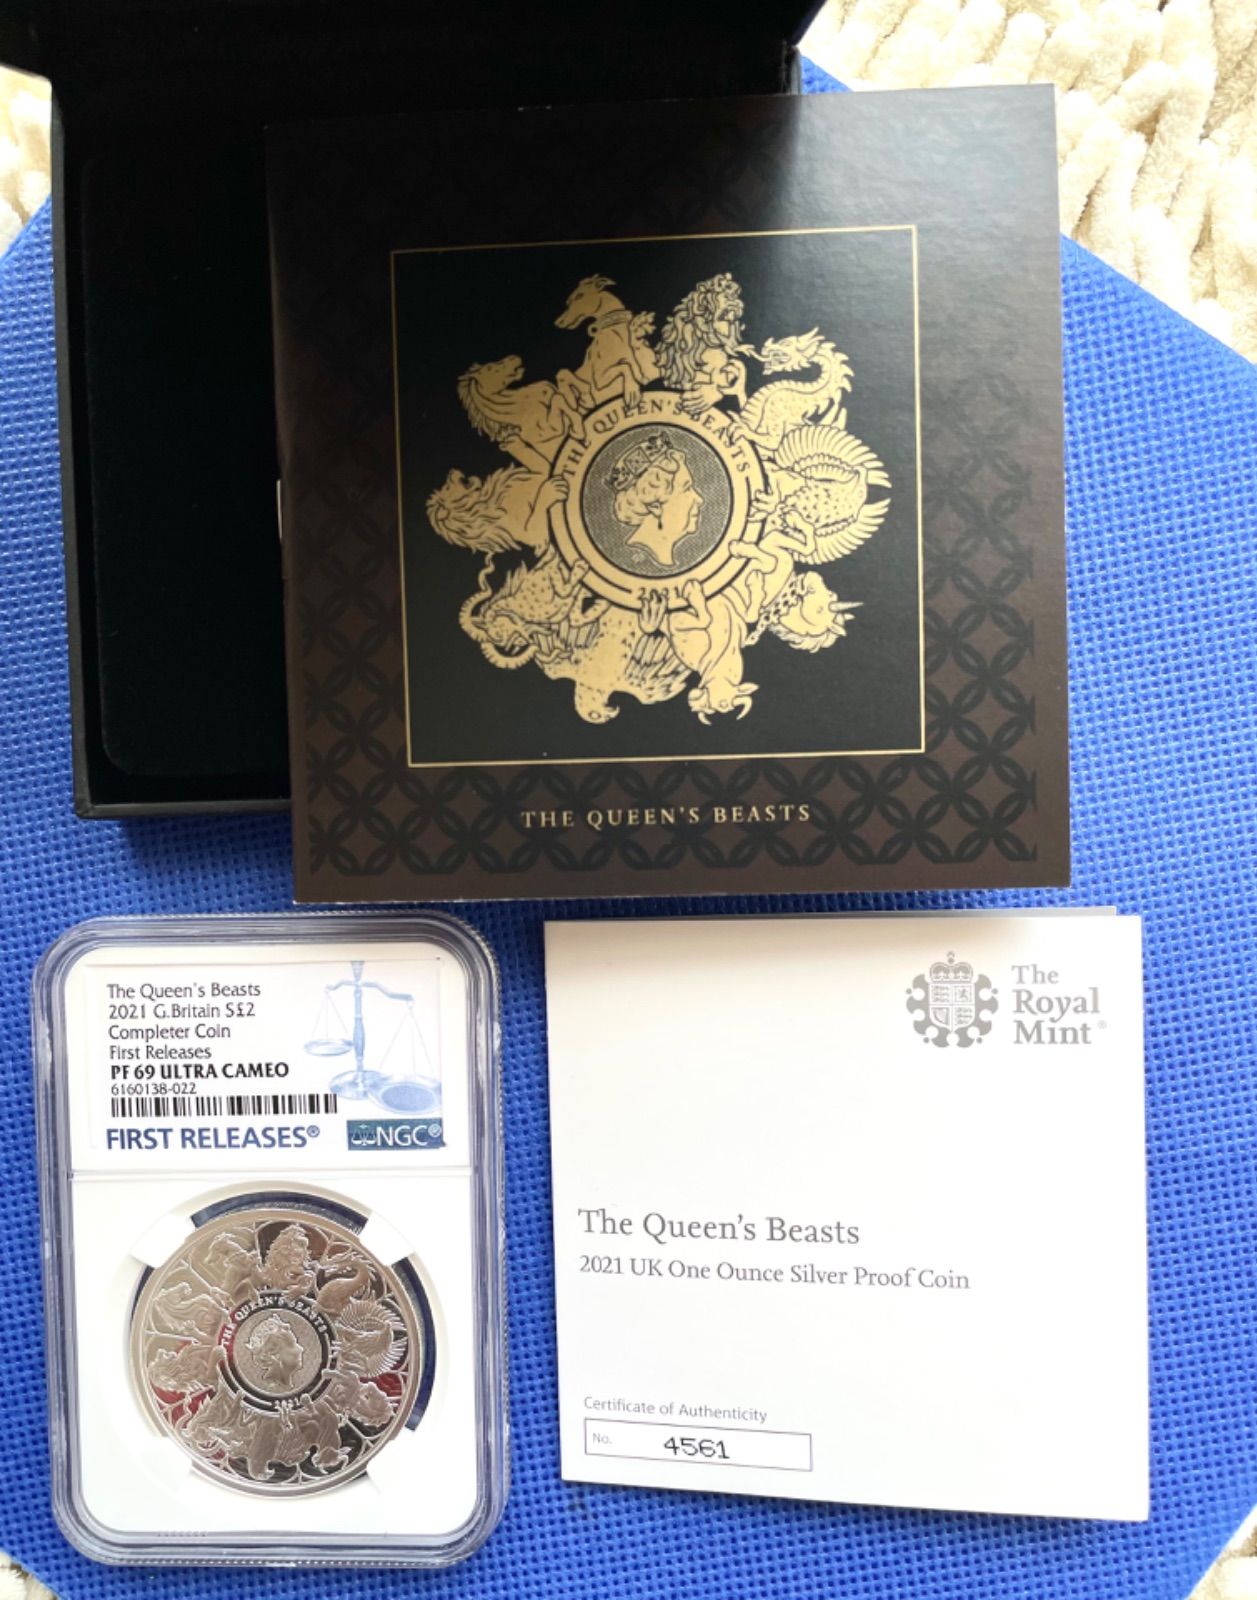 THE QUEEN'S BEASTS
2021
THE QUEEN'S BEASTS
The Queen's Beasts
2021 G.Britain S£2
Completer Coin
First Releases
PF 69 ULTRA CAMEO
6160138-022
FIRST RELEASES®
NGC®
THE QUEEN'S BEASTS
2021
The
Royal
Mint®
The Queen's Beasts
2021 UK One Ounce Silver Proof Coin
Certificate of Authenticity
No. 4561